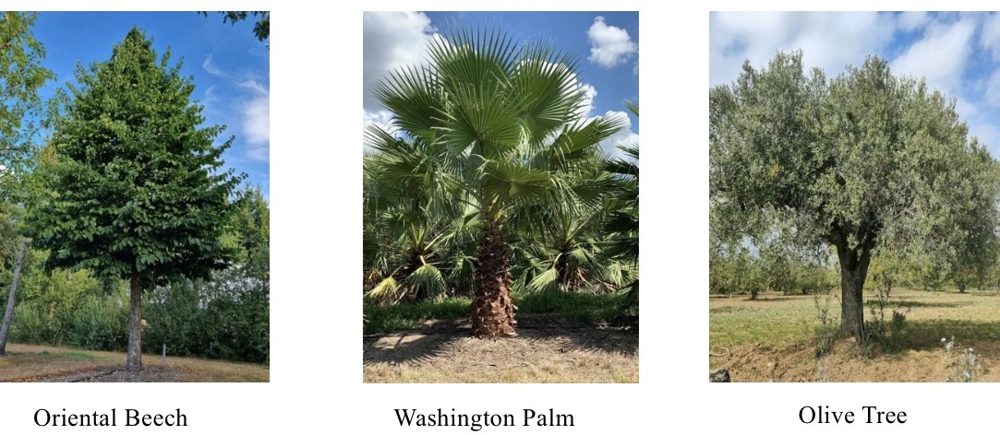 Oriental Beech
Washington Palm
Olive Tree